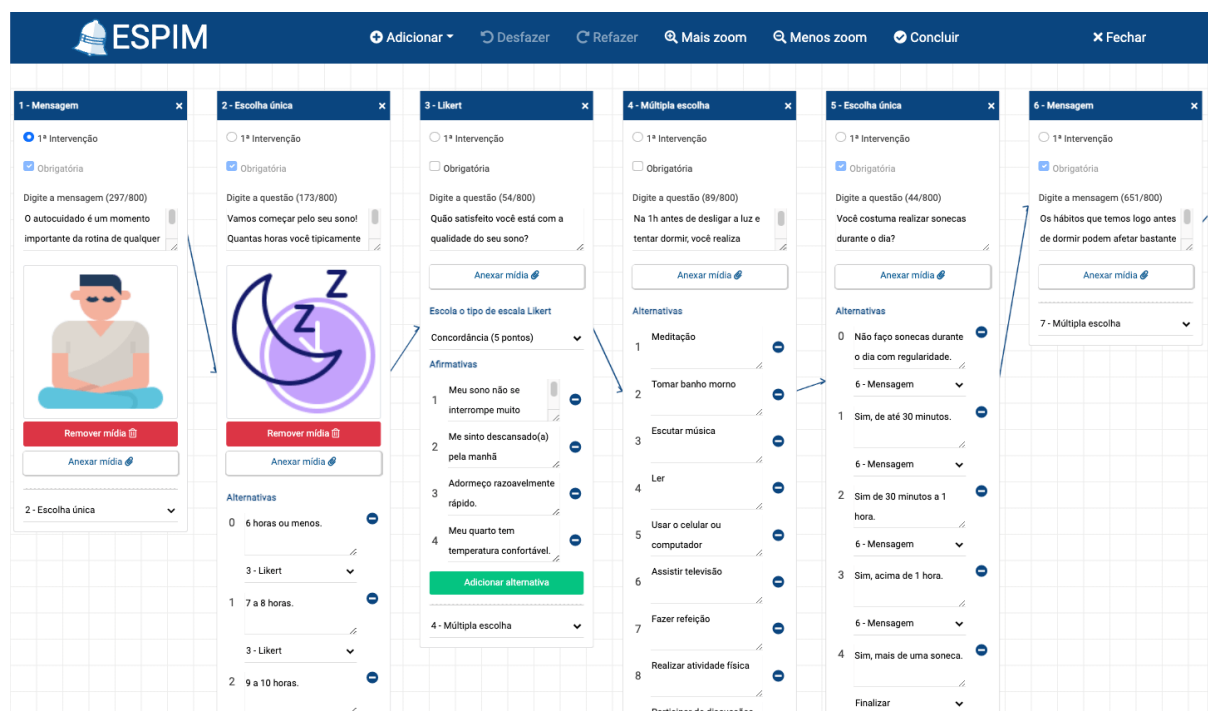 ESPIM
Adicionar
Desfazer
Refazer
Mais zoom
Menos zoom
Concluir
× Fechar
1 - Mensagem ×
1ª Intervenção
Obrigatória
Digite a mensagem (297/800)
O autocuidado é um momento
importante da rotina de qualquer
Remover mídia
Anexar mídia
2 - Escolha única
2 - Escolha única ×
1ª Intervenção
Obrigatória
Digite a questão (173/800)
Vamos começar pelo seu sono!
Quantas horas você tipicamente
Z
Z
Z
Remover mídia
Anexar mídia
Alternativas
0 6 horas ou menos.
3 - Likert
1 7 a 8 horas.
3 - Likert
2 9 a 10 horas.
3 - Likert ×
1ª Intervenção
Obrigatória
Digite a questão (54/800)
Quão satisfeito você está com a
qualidade do seu sono?
Anexar mídia
Escola o tipo de escala Likert
Concordância (5 pontos)
Afirmativas
1 Meu sono não se
interrompe muito
2 Me sinto descansado(a)
pela manhã
3 Adormeço razoavelmente
rápido.
4 Meu quarto tem
temperatura confortável.
Adicionar alternativa
4 - Múltipla escolha
4 - Múltipla escolha ×
1ª Intervenção
Obrigatória
Digite a questão (89/800)
Na 1h antes de desligar a luz e
tentar dormir, você realiza
Anexar mídia
Alternativas
1 Meditação
2 Tomar banho morno
3 Escutar música
4 Ler
5 Usar o celular ou
computador
6 Assistir televisão
7 Fazer refeição
8 Realizar atividade física
5 - Escolha única ×
1ª Intervenção
Obrigatória
Digite a questão (44/800)
Você costuma realizar sonecas
durante o dia?
Anexar mídia
Alternativas
0 Não faço sonecas durante
o dia com regularidade.
6 - Mensagem
1 Sim, de até 30 minutos.
6 - Mensagem
2 Sim de 30 minutos a 1
hora.
6 - Mensagem
3 Sim, acima de 1 hora.
6 - Mensagem
4 Sim, mais de uma soneca.
Finalizar
6 - Mensagem ×
1ª Intervenção
Obrigatória
Digite a mensagem (651/800)
Os hábitos que temos logo antes
de dormir podem afetar bastante
Anexar mídia
7 - Múltipla escolha